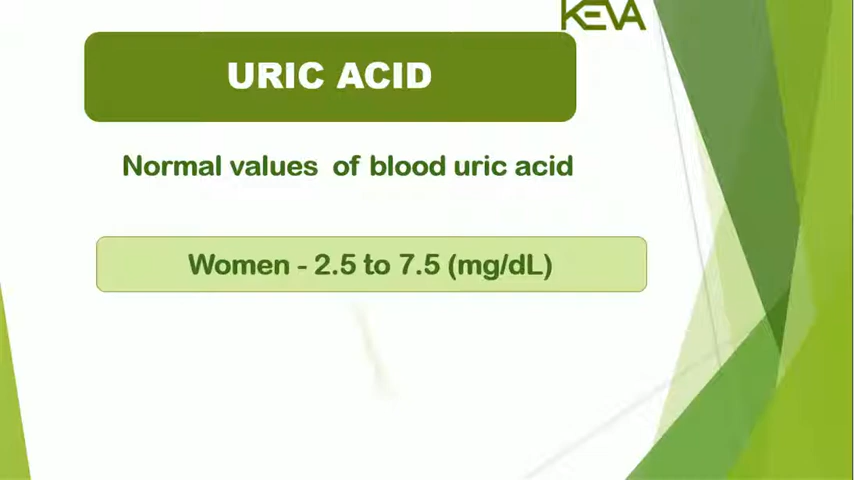 KEVA
URIC ACID
Normal values of blood uric acid
Women - 2.5 to 7.5 (mg/dL)